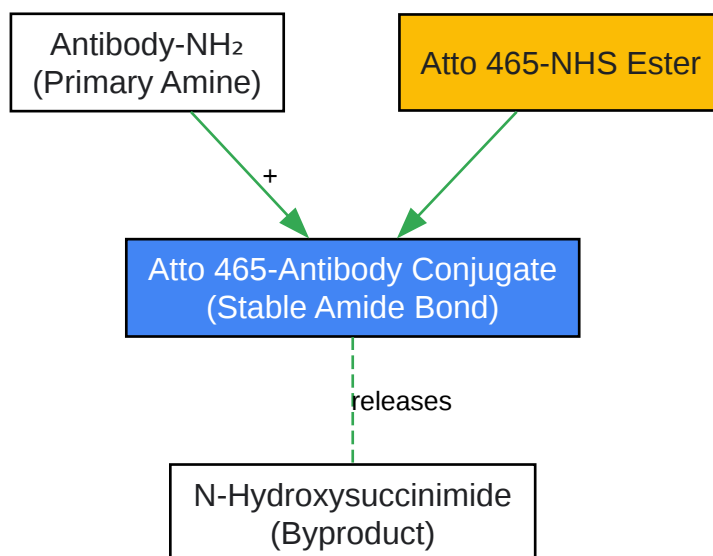 Antibody-NH₂
(Primary Amine)
Atto 465-NHS Ester
+
Atto 465-Antibody Conjugate
(Stable Amide Bond)
releases
N-Hydroxysuccinimide
(Byproduct)